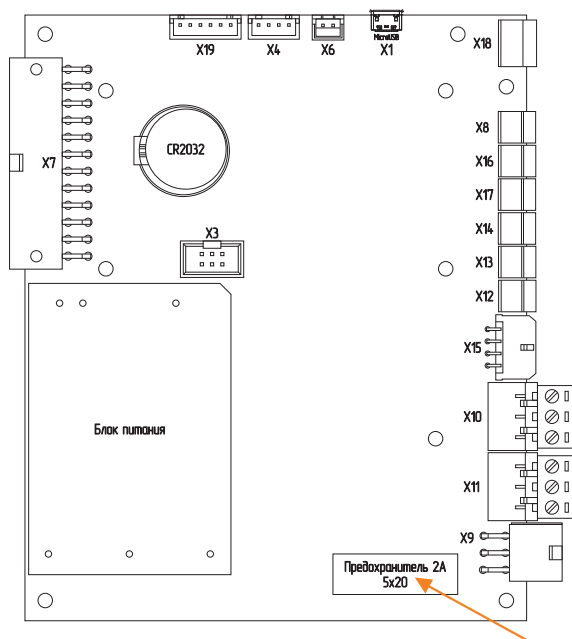 X19
X4
X6
MicroUSB
X1
X18
X8
X7
CR2032
X16
X17
X3
X14
X13
X12
X15
X10
Блок питания
X11
X9
Предохранитель 2А
5x20